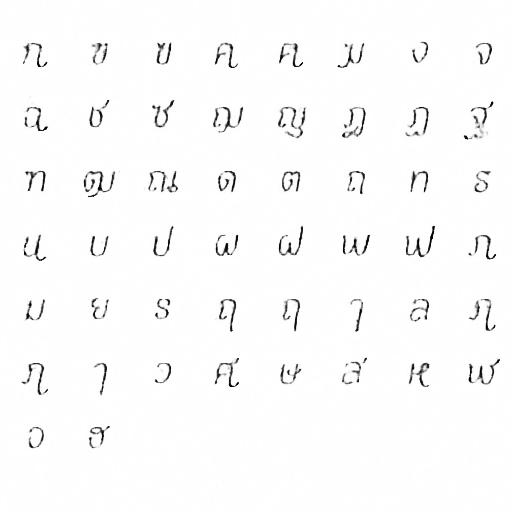 ก ข ฃ ค ฅ ฆ ง จ
ฉ ช ซ ฌ ญ ฎ ฏ ฐ
ฑ ฒ ณ ด ต ถ ท ธ
น บ ป ผ ฝ พ ฟ ภ
ม ย ร ฤ ฤ ๅ ล ฦ
ฦ ๅ ว ศ ษ ส ห ฬ
อ ฮ